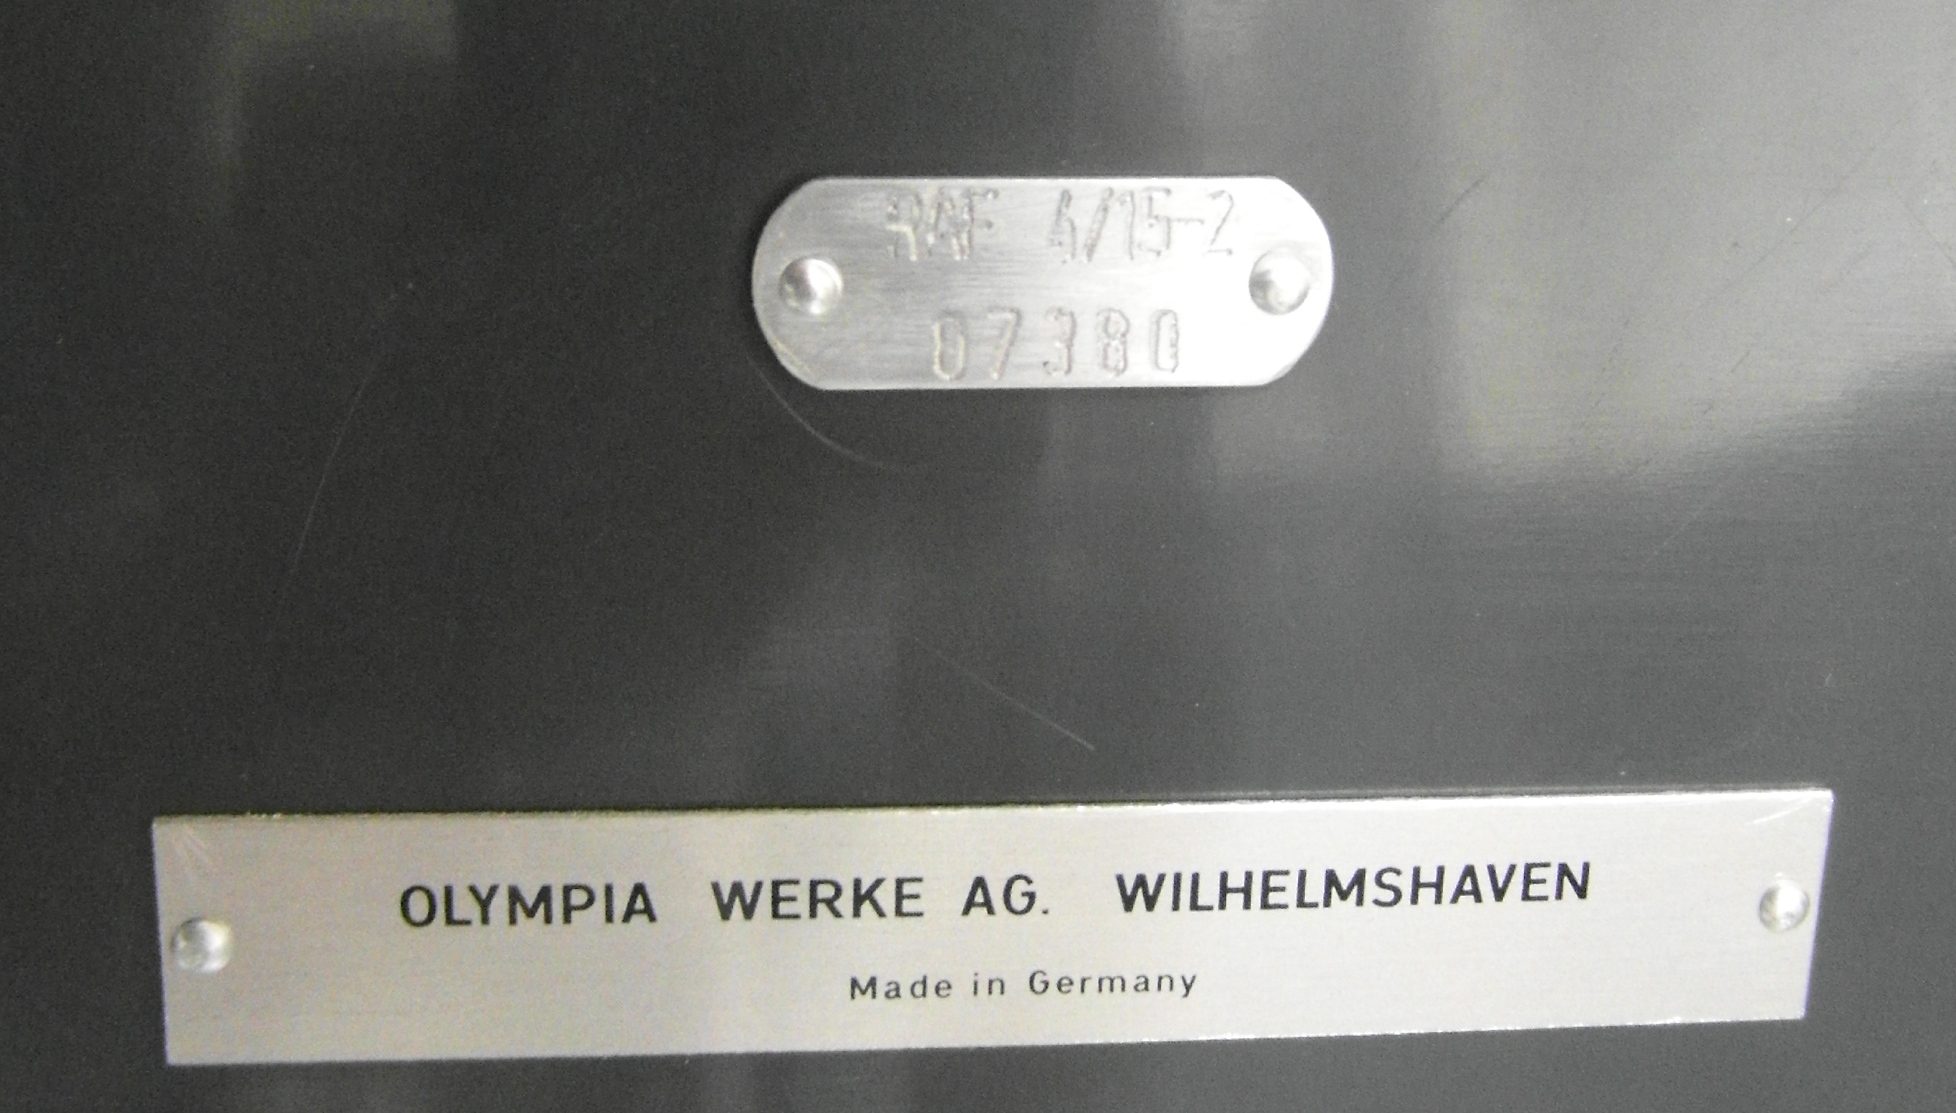 RAF 4/15-2
07380
OLYMPIA WERKE AG. WILHELMSHAVEN
Made in Germany